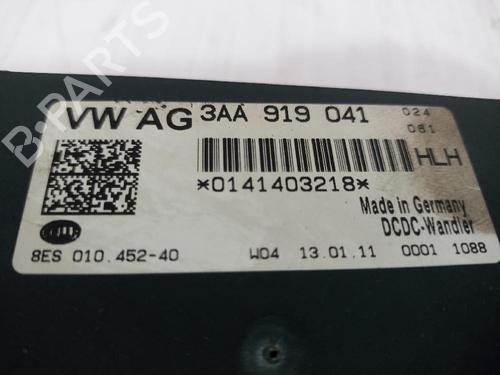 B-PARTS
VW AG 3AA 919 041 024
061
HLH
*0141403218*
Made in Germany
DCDC-Wandler
HELLA
8ES 010.452-40 W04 13.01.11 0001 1088